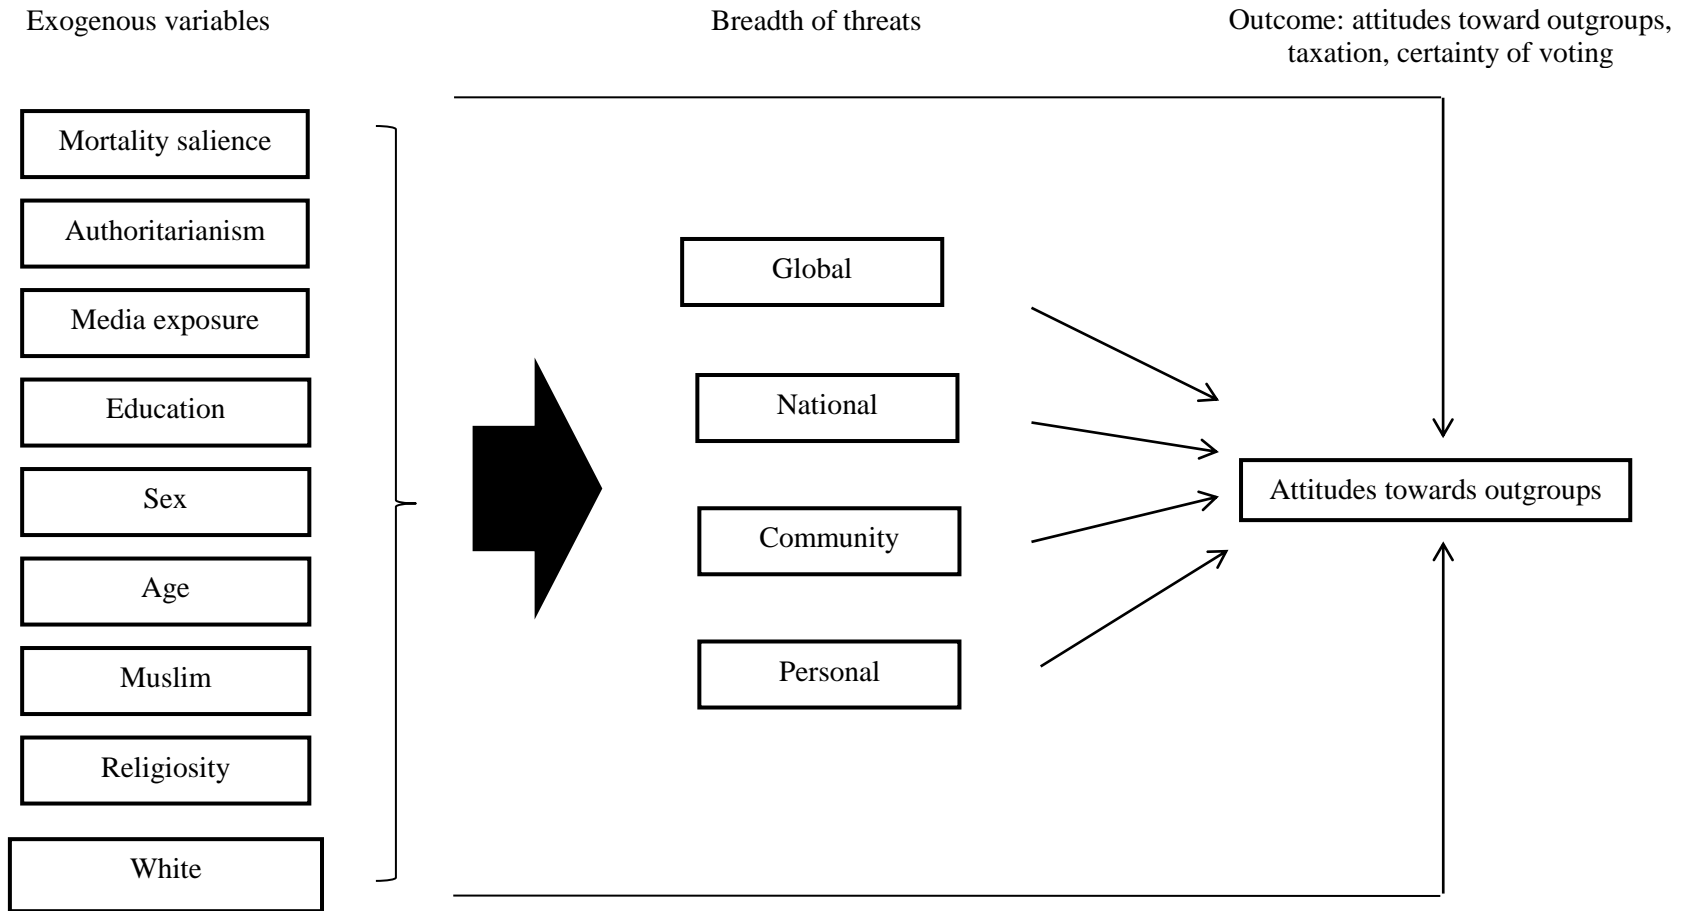 Exogenous variables
Breadth of threats
Outcome: attitudes toward outgroups,
taxation, certainty of voting
Mortality salience
Authoritarianism
Media exposure
Education
Sex
Age
Muslim
Religiosity
White
Global
National
Community
Personal
Attitudes towards outgroups